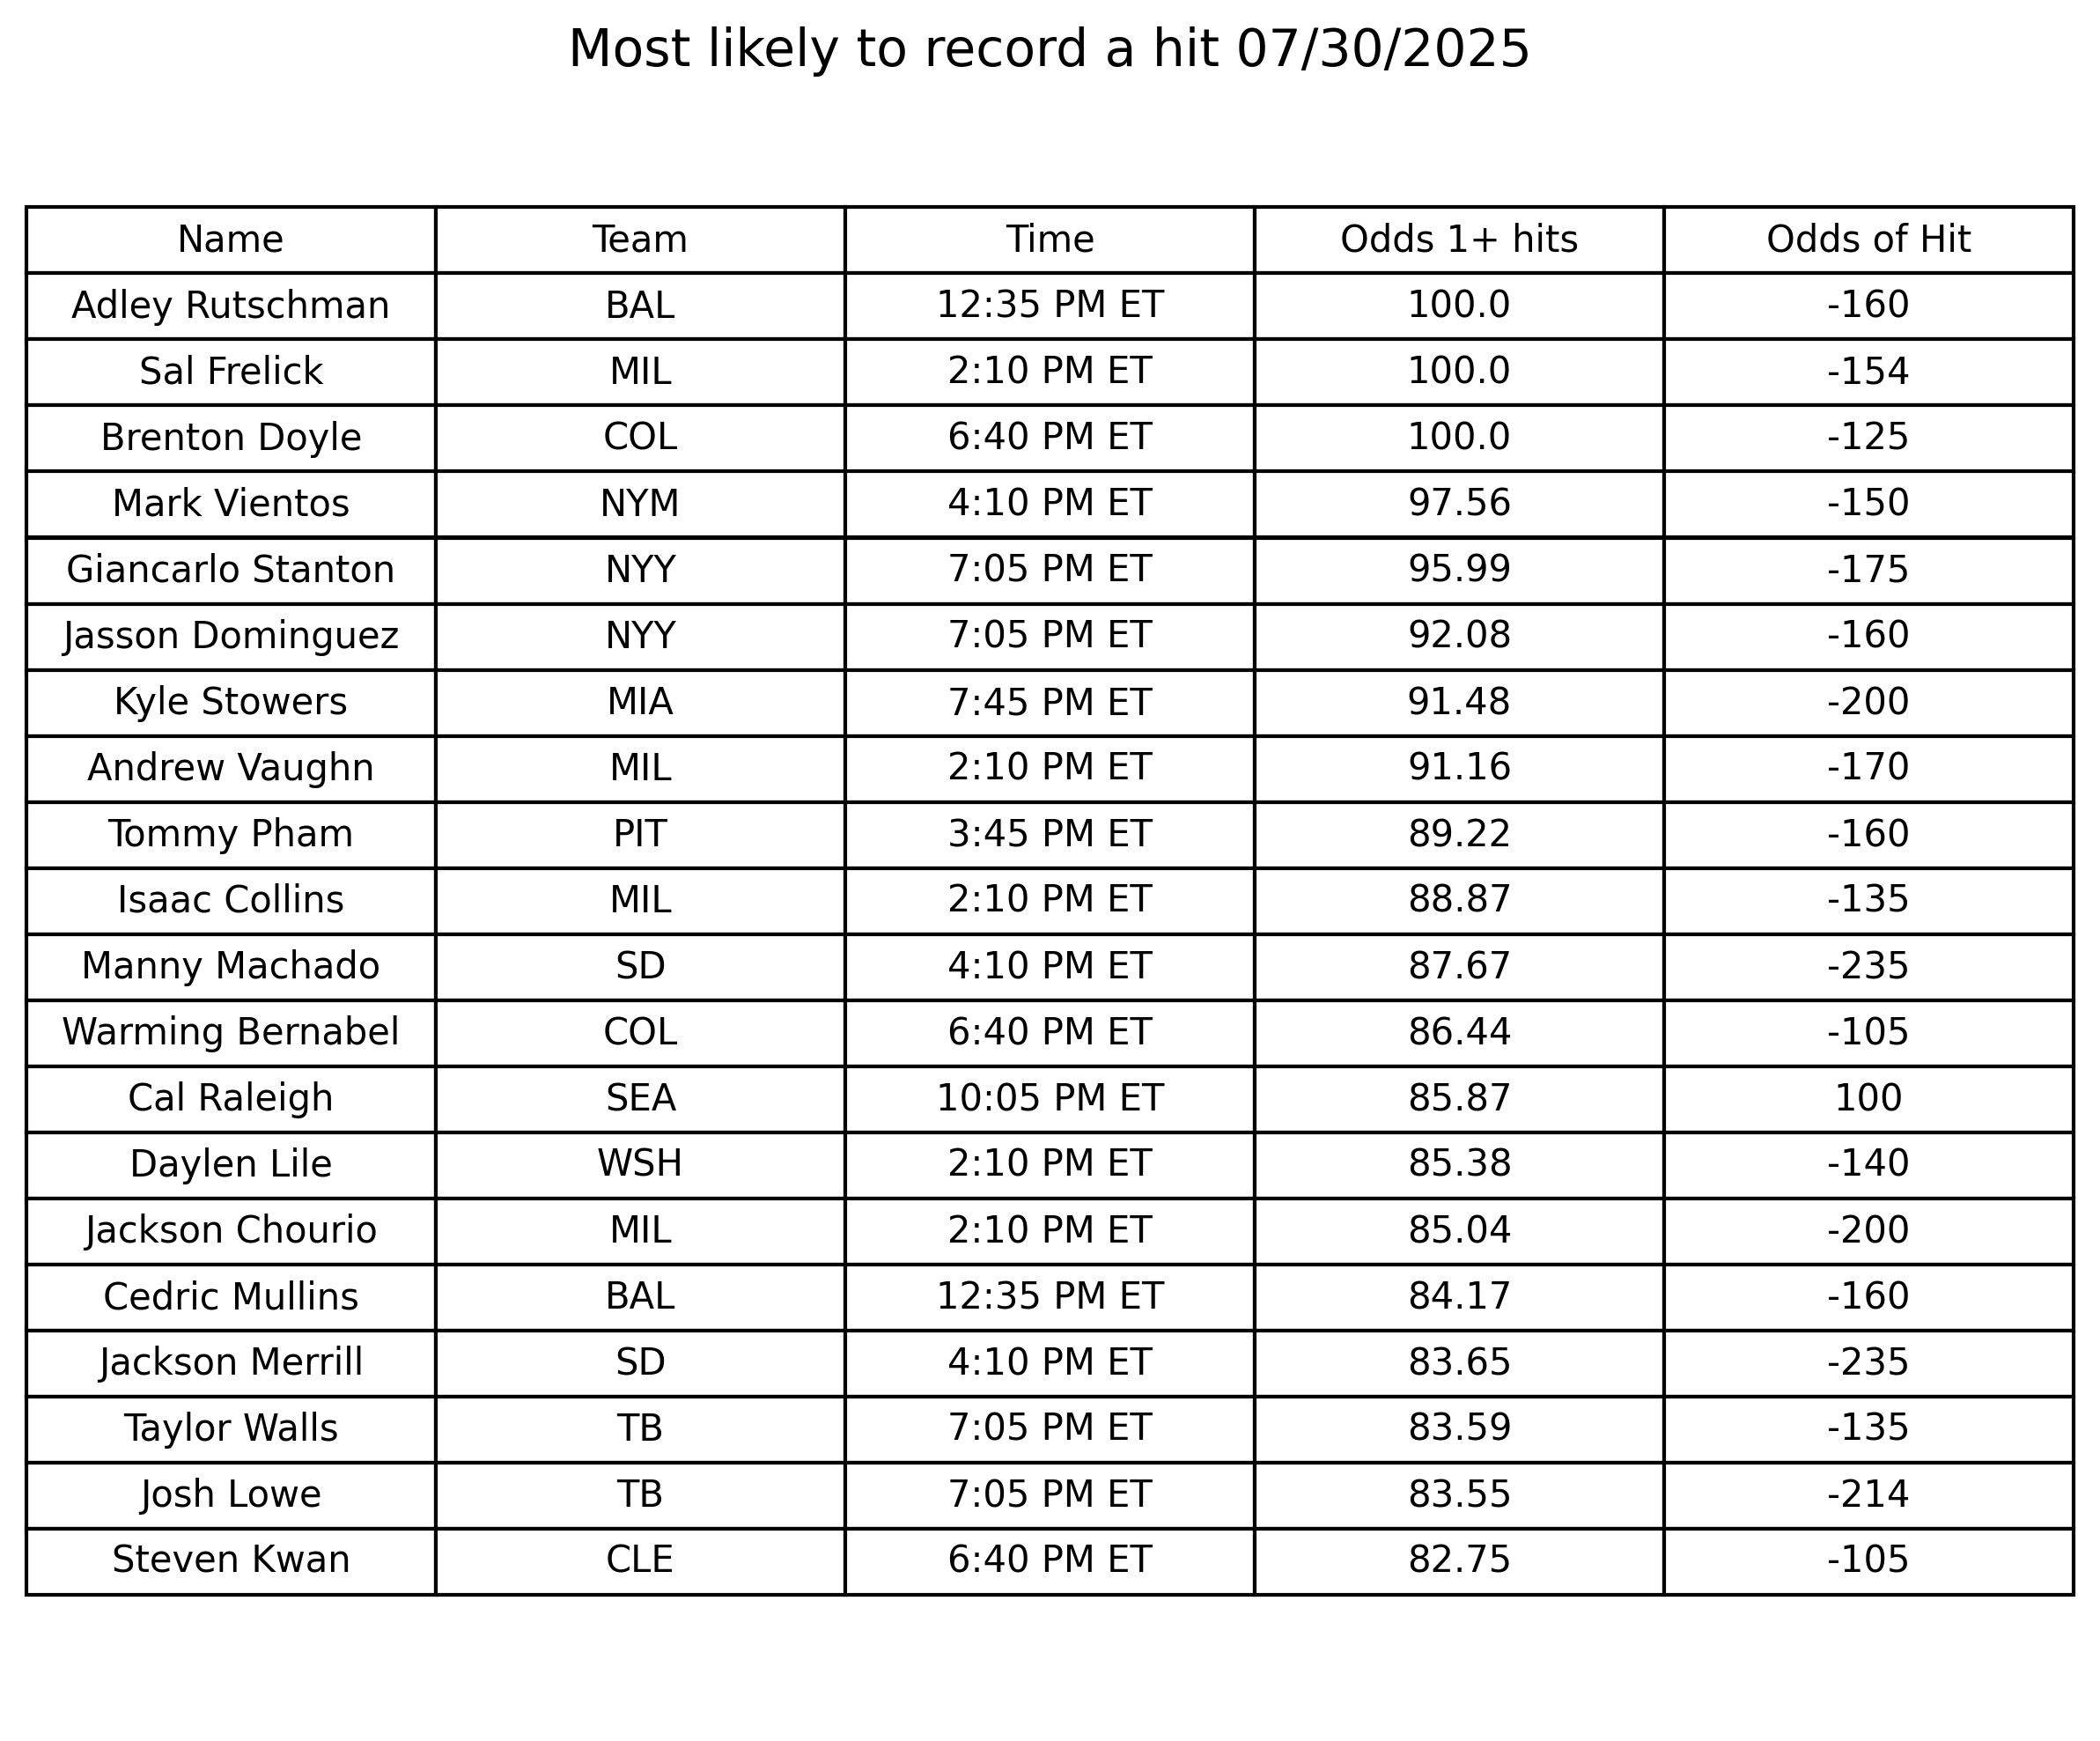 Most likely to record a hit 07/30/2025
Name Team Time Odds 1+ hits Odds of Hit
Adley Rutschman BAL 12:35 PM ET 100.0 -160
Sal Frelick MIL 2:10 PM ET 100.0 -154
Brenton Doyle COL 6:40 PM ET 100.0 -125
Mark Vientos NYM 4:10 PM ET 97.56 -150
Giancarlo Stanton NYY 7:05 PM ET 95.99 -175
Jasson Dominguez NYY 7:05 PM ET 92.08 -160
Kyle Stowers MIA 7:45 PM ET 91.48 -200
Andrew Vaughn MIL 2:10 PM ET 91.16 -170
Tommy Pham PIT 3:45 PM ET 89.22 -160
Isaac Collins MIL 2:10 PM ET 88.87 -135
Manny Machado SD 4:10 PM ET 87.67 -235
Warming Bernabel COL 6:40 PM ET 86.44 -105
Cal Raleigh SEA 10:05 PM ET 85.87 100
Daylen Lile WSH 2:10 PM ET 85.38 -140
Jackson Chourio MIL 2:10 PM ET 85.04 -200
Cedric Mullins BAL 12:35 PM ET 84.17 -160
Jackson Merrill SD 4:10 PM ET 83.65 -235
Taylor Walls TB 7:05 PM ET 83.59 -135
Josh Lowe TB 7:05 PM ET 83.55 -214
Steven Kwan CLE 6:40 PM ET 82.75 -105